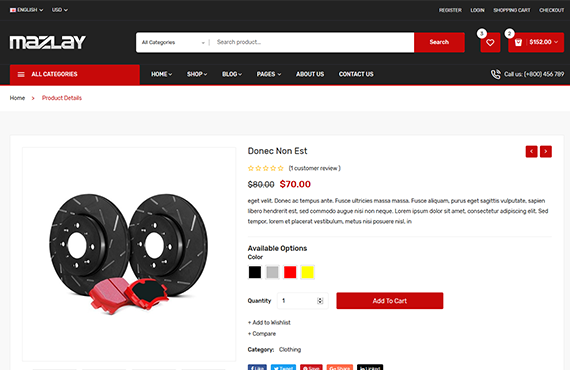 ENGLISH USD REGISTER LOGIN SHOPPING CART CHECKOUT
MAZLAY All Categories Search product... Search 3 2 $152.00
ALL CATEGORIES HOME SHOP BLOG PAGES ABOUT US CONTACT US Call us: (+800) 456 789
Home > Product Details
Donec Non Est
(1 customer review )
$80.00 $70.00
eget velit. Donec ac tempus ante. Fusce ultricies massa massa. Fusce aliquam, purus eget sagittis vulputate, sapien
libero hendrerit est, sed commodo augue nisi non neque. Lorem ipsum dolor sit amet, consectetur adipiscing elit. Sed
tempor, lorem et placerat vestibulum, metus nisi posuere nisl, in
Available Options
Color
Quantity 1 Add To Cart
+ Add to Wishlist
+ Compare
Category: Clothing
Like Tweet Save Share